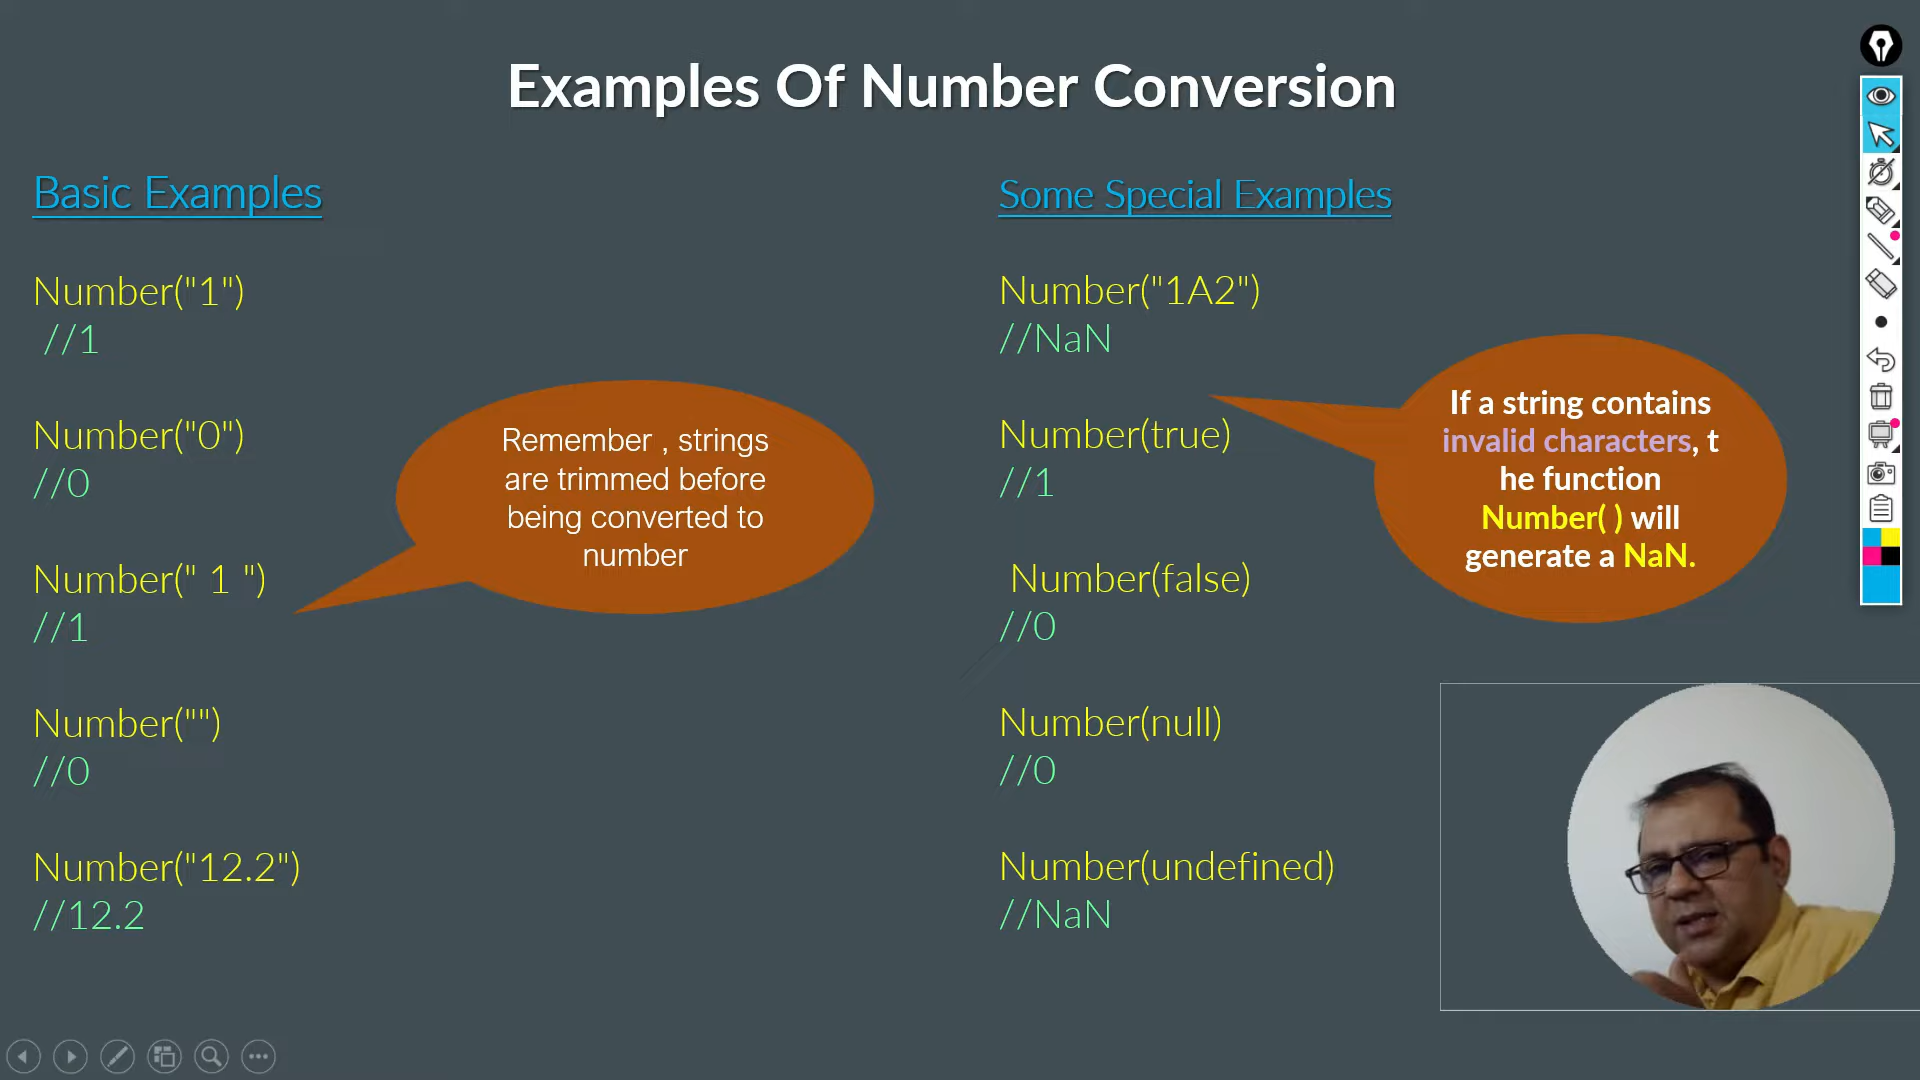 Examples Of Number Conversion
Basic Examples
Number("1")
//1
Number("0")
//0
Number(" 1 ")
//1
Number("")
//0
Number("12.2")
//12.2
Remember , strings
are trimmed before
being converted to
number
Some Special Examples
Number("1A2")
//NaN
Number(true)
//1
Number(false)
//0
Number(null)
//0
Number(undefined)
//NaN
If a string contains
invalid characters, t
he function
Number( ) will
generate a NaN.